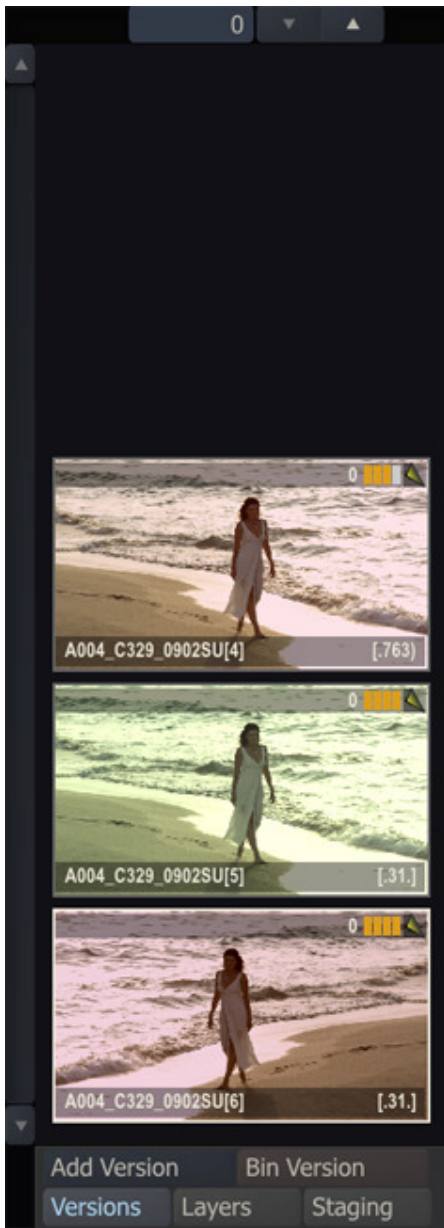 0
0
A004_C329_0902SU[4] [.763)
0
A004_C329_0902SU[5] [.31.]
0
A004_C329_0902SU[6] [.31.]
Add Version Bin Version
Versions Layers Staging